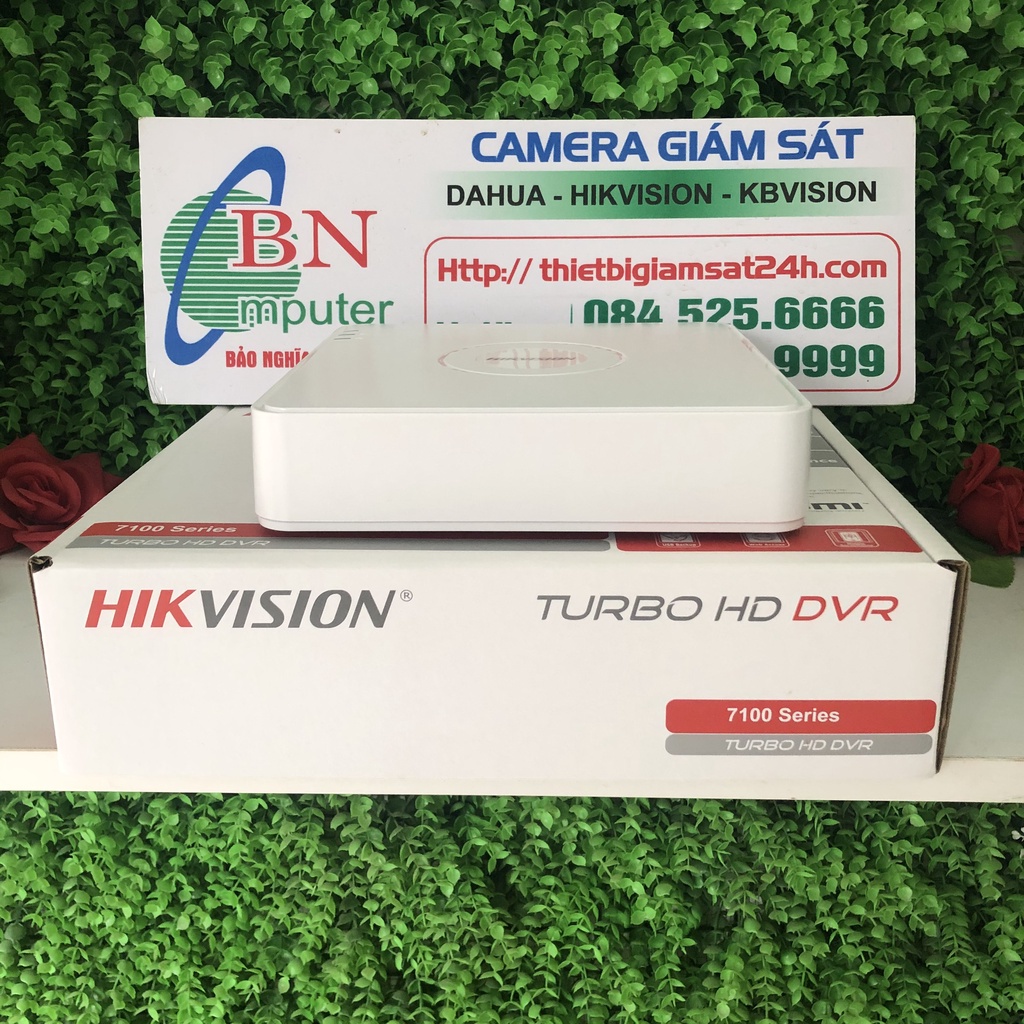 CAMERA GIÁM SÁT
DAHUA - HIKVISION - KBVISION
BN
mputer
BẢO NGHĨA
Http:// thietbigiamsat24h.com
084.525.6666
9999
7100 Series
TURBO HD DVR
HIKVISION®
TURBO HD DVR
7100 Series
TURBO HD DVR